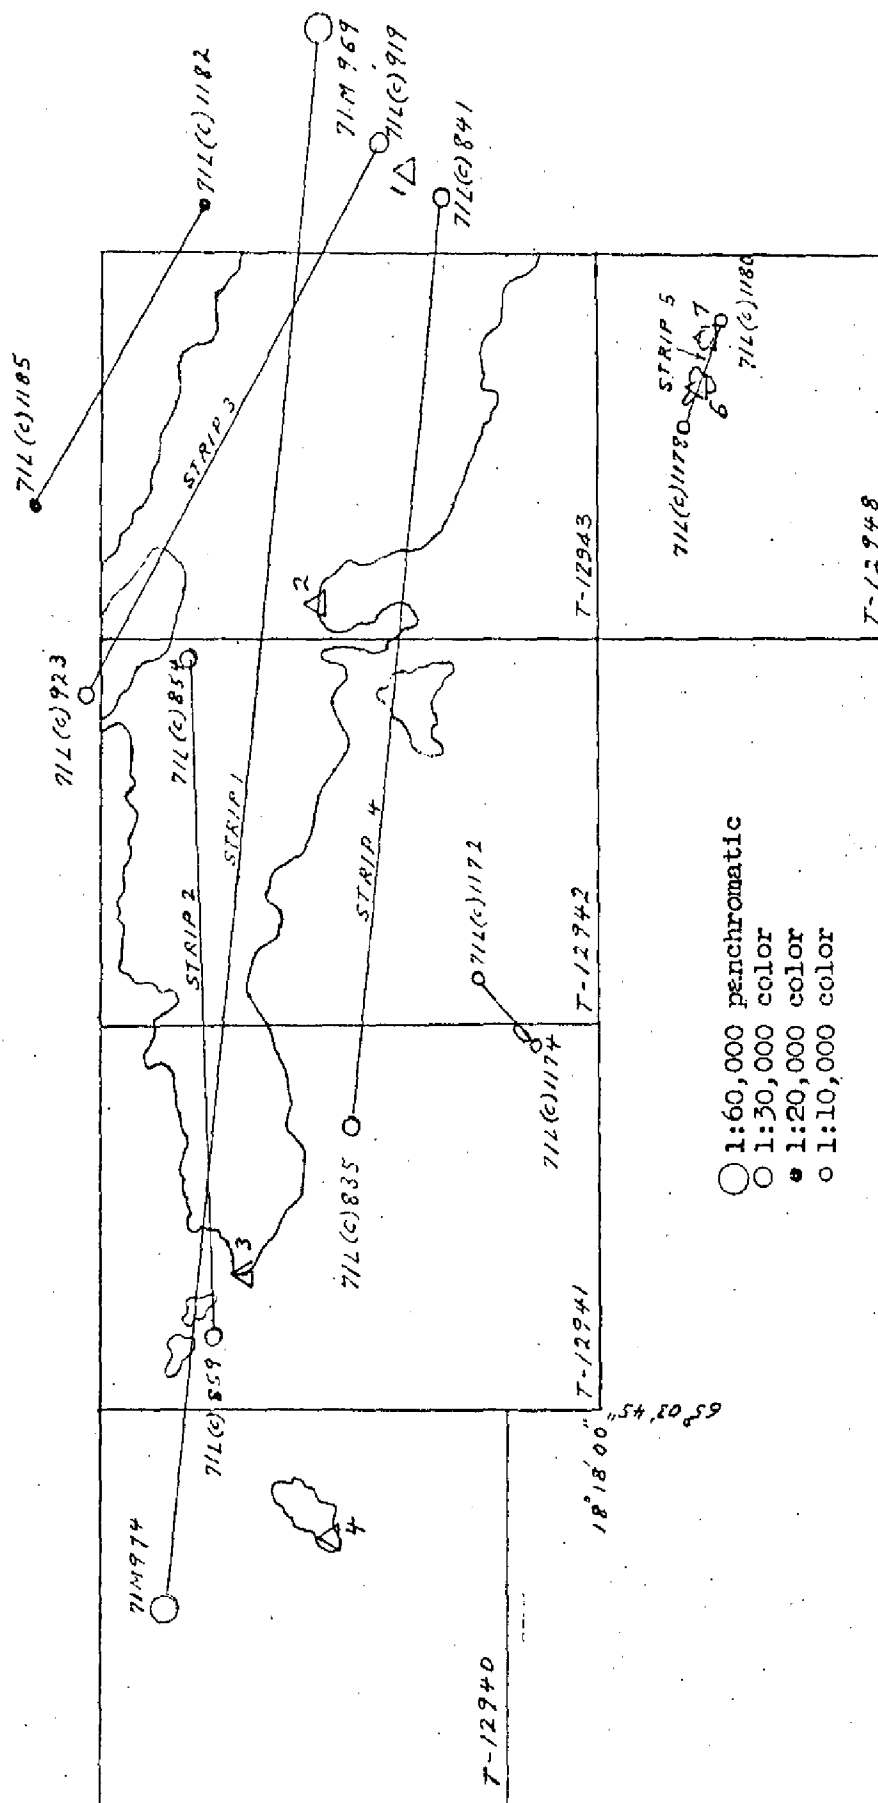 71L(c)1182
71L(c)1185
71M969
71L(c)919
1
71L(c)841
STRIP 3
71L(c)923
71L(c)854
STRIP 1
STRIP 2
STRIP 4
2
T-12943
STRIP 5
7
71L(c)1180
6
71L(c)1178
T-12948
71L(c)1172
T-12942
71L(c)1174
71L(c)835
3
71L(c)859
T-12941
18°18'00"
65°03'45"
71M974
4
T-12940
1:60,000 panchromatic
1:30,000 color
1:20,000 color
1:10,000 color